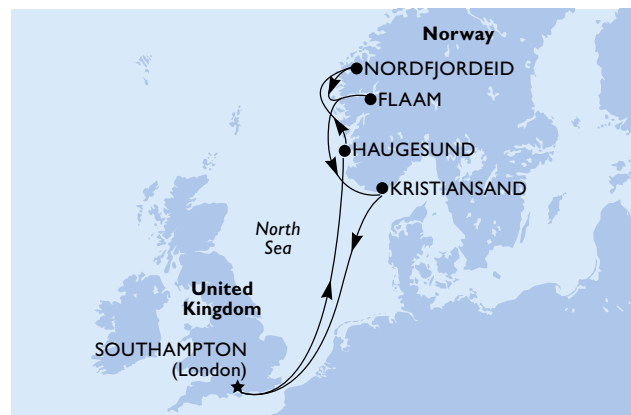 Norway
NORDFJORDEID
FLAAM
HAUGESUND
KRISTIANSAND
North
Sea
United
Kingdom
SOUTHAMPTON
(London)